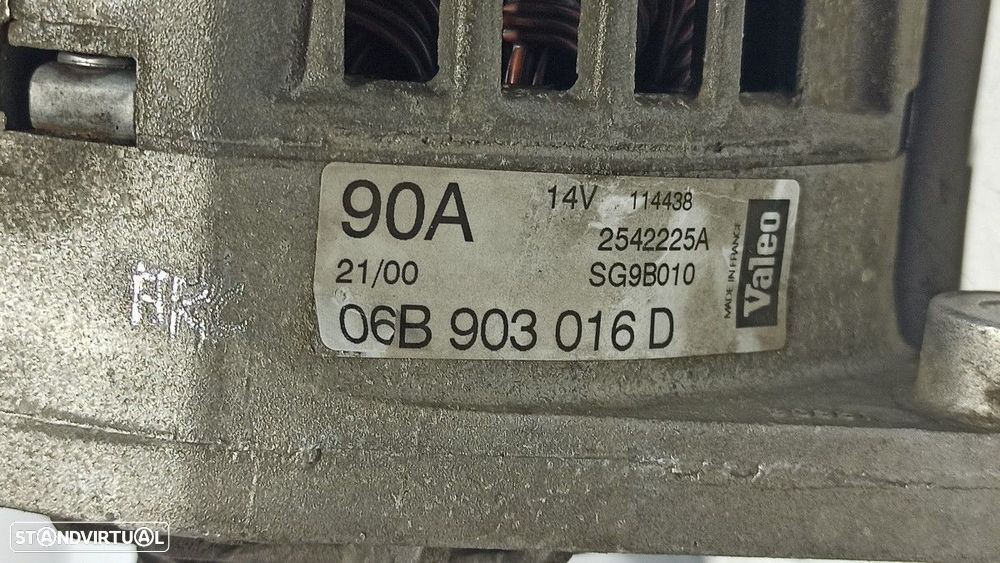 90A 14V 114438
2542225A
21/00 SG9B010
06B 903 016 D
MADE IN FRANCE
Valeo
STANDVIRTUAL